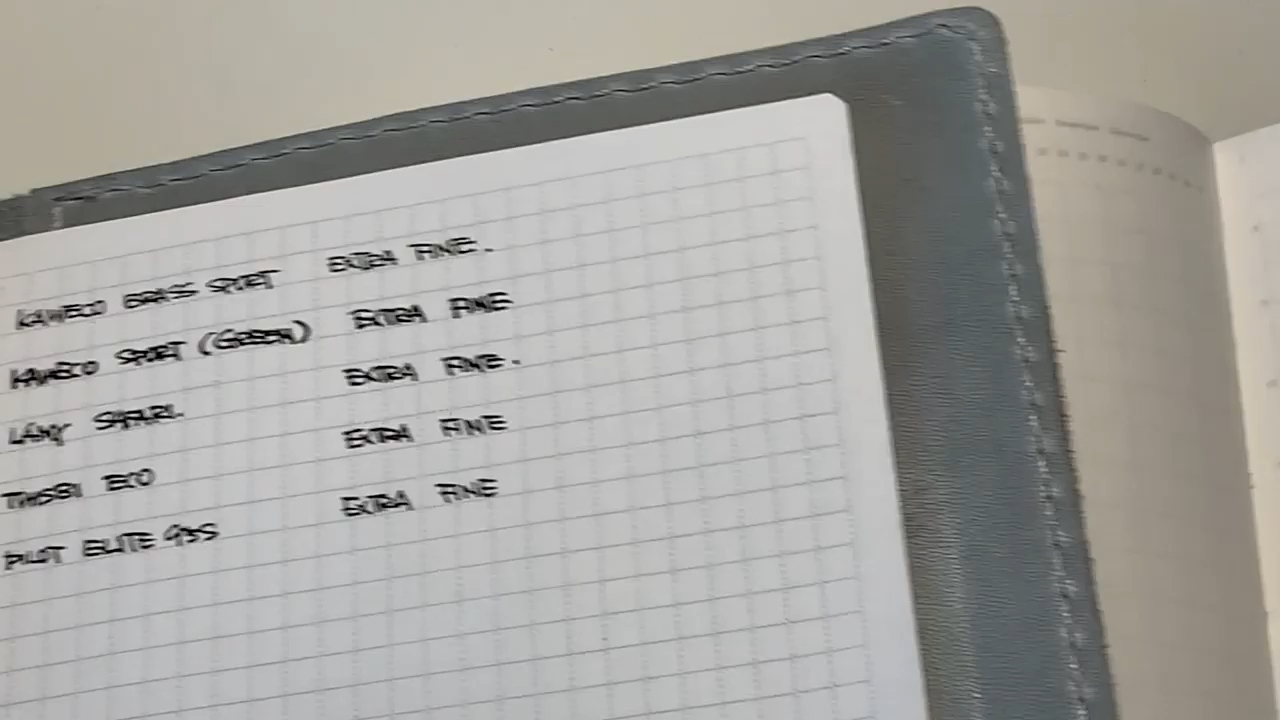 KAWECO BRASS SPORT EXTRA FINE.
KAWECO SPORT (GREEN) EXTRA FINE
LAMY SAFARI. EXTRA FINE.
TWSBI ECO EXTRA FINE
PILOT ELITE 95S EXTRA FINE